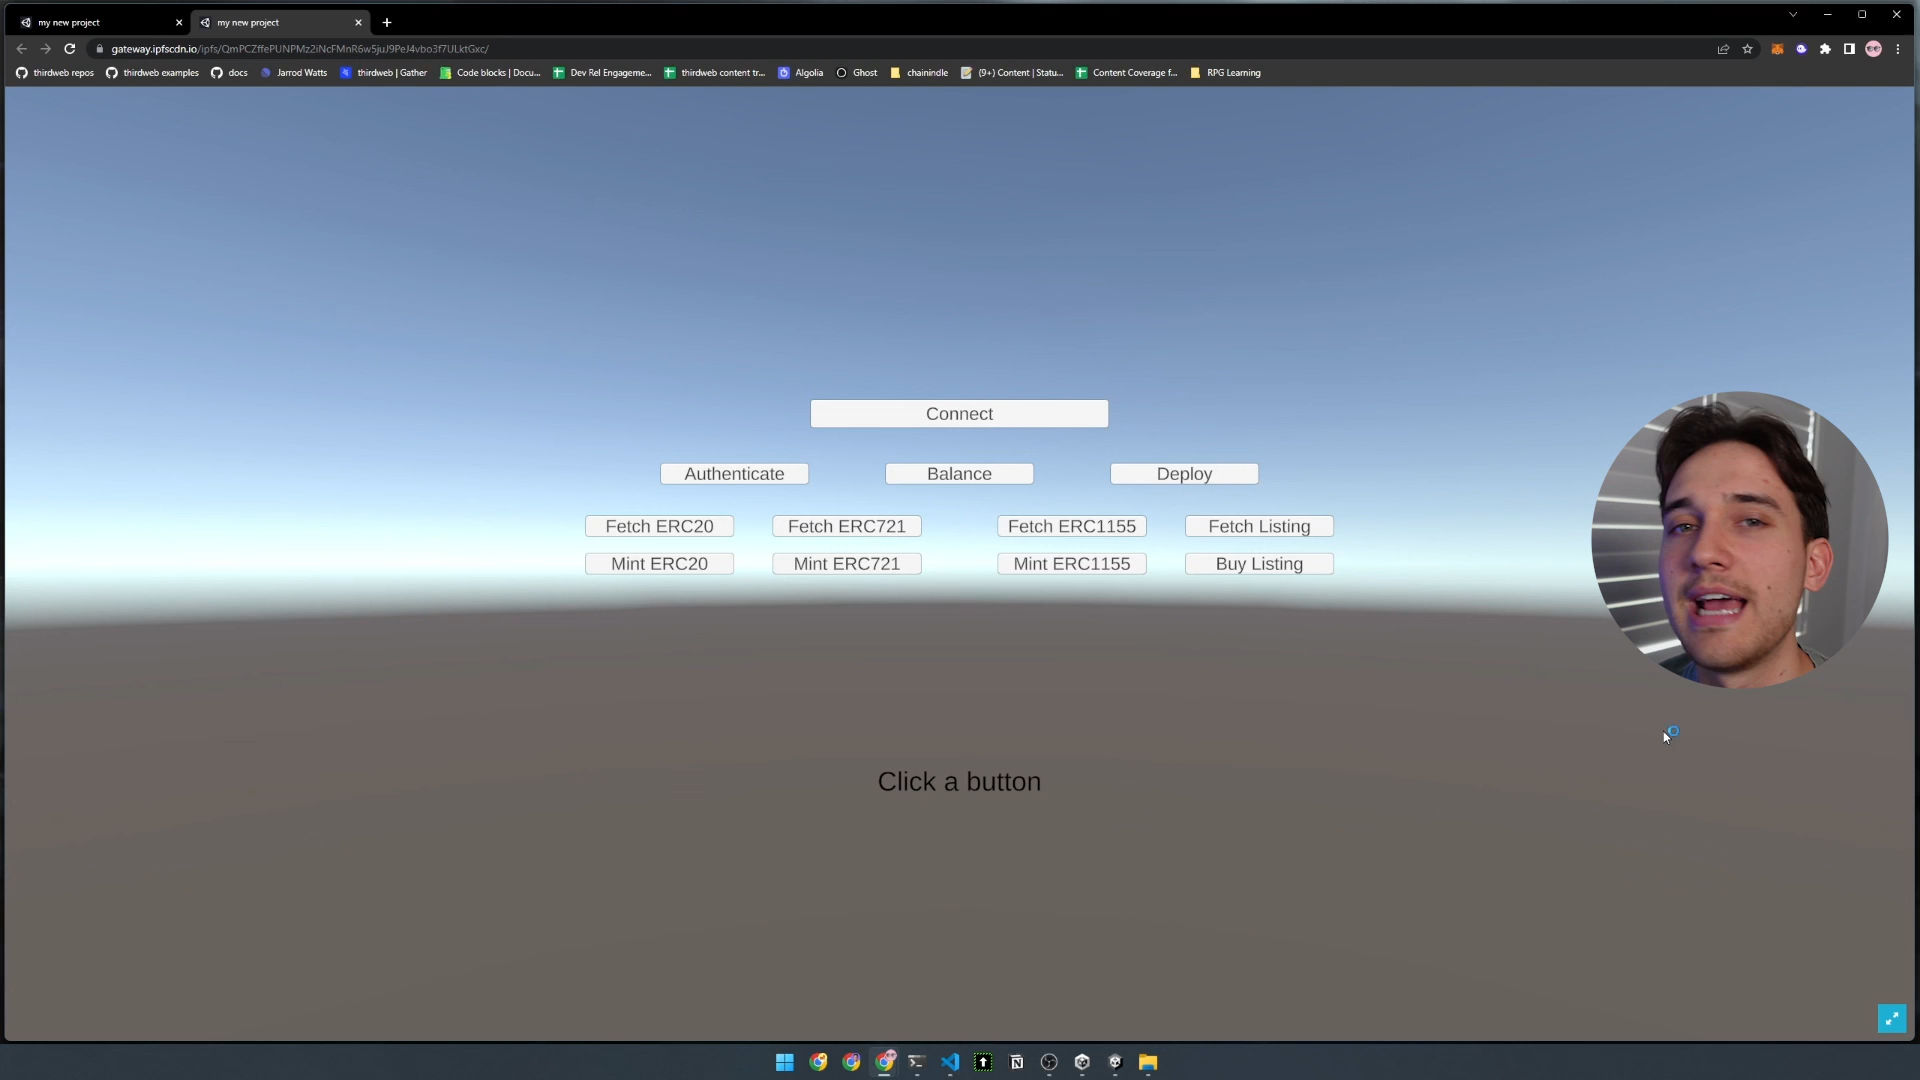 my new project
my new project
gateway.ipfscdn.io/ipfs/QmPCZffePUNPMz2iNcFMnR6w5juJ9PeJ4vbo3f7ULktGxc/
thirdweb repos thirdweb examples docs Jarrod Watts thirdweb | Gather Code blocks | Docu... Dev Rel Engageme... thirdweb content tr... Algolia Ghost chainindle (9+) Content | Statu... Content Coverage f... RPG Learning
Connect
Authenticate Balance Deploy
Fetch ERC20 Fetch ERC721 Fetch ERC1155 Fetch Listing
Mint ERC20 Mint ERC721 Mint ERC1155 Buy Listing
Click a button